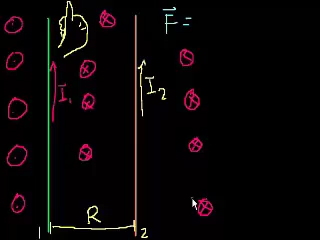 F⃗ =
I₁
I₂
R
1
2